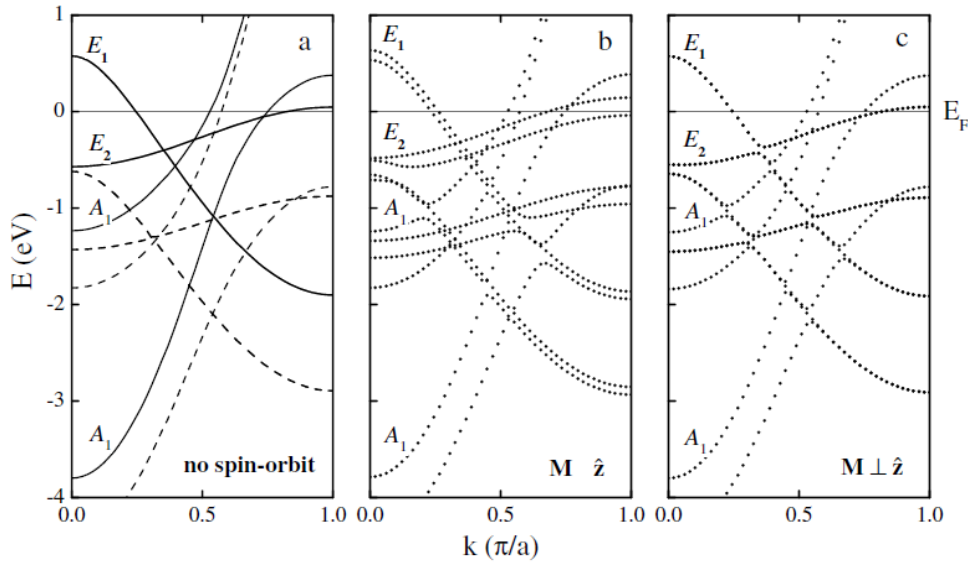 a
b
c
E₁
E₁
E₁
E₂
E₂
E₂
A₁
A₁
A₁
A₁
A₁
A₁
no spin-orbit
M ẑ
M ⊥ ẑ
E_F
1
0
-1
-2
-3
-4
E (eV)
0.0 0.5 1.0
0.0 0.5 1.0
0.0 0.5 1.0
k (π/a)